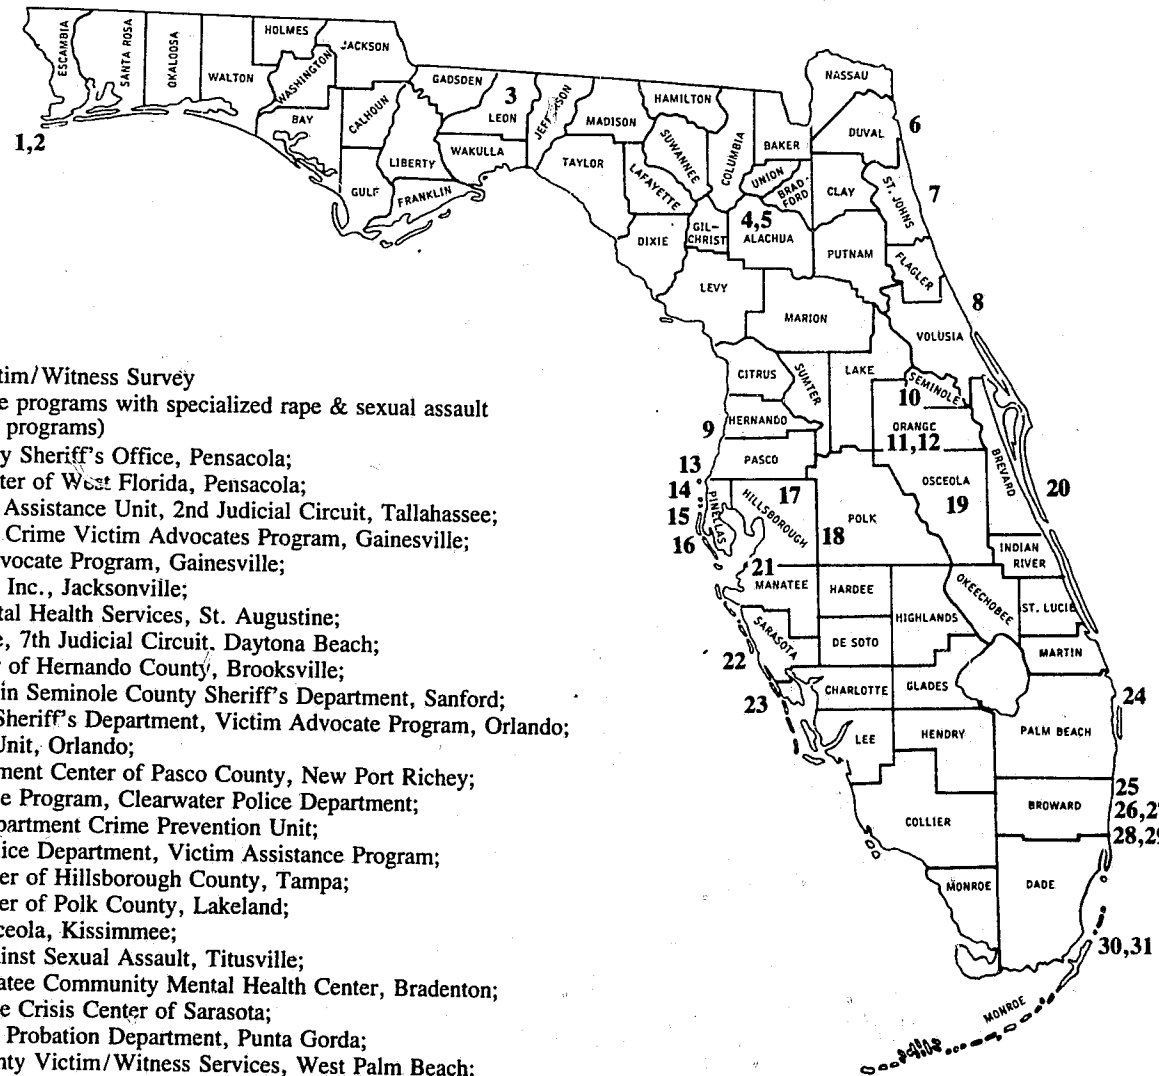 HOLMES
JACKSON
ESCAMBIA
SANTA ROSA
OKALOOSA
WALTON
WASHINGTON
NASSAU
GADSDEN
HAMILTON
3
LEON
JEFFERSON
MADISON
6
BAY
CALHOUN
DUVAL
1,2
SUWANNEE
COLUMBIA
BAKER
WAKULLA
LIBERTY
TAYLOR
LAFAYETTE
UNION
BRAD-
FORD
CLAY
ST. JOHNS
7
GULF
FRANKLIN
4,5
GIL-
CHRIST
ALACHUA
DIXIE
PUTNAM
FLAGLER
LEVY
8
MARION
VOLUSIA
CITRUS
SUMTER
LAKE
SEMINOLE
10
HERNANDO
9
ORANGE
11,12
PASCO
BREVARD
13
14
17
OSCEOLA
19
20
15
PINELLAS
HILLSBOROUGH
POLK
18
16
INDIAN
RIVER
21
MANATEE
HARDEE
OKEECHOBEE
ST. LUCIE
HIGHLANDS
SARASOTA
DE SOTO
MARTIN
22
CHARLOTTE
GLADES
23
24
LEE
HENDRY
PALM BEACH
25
BROWARD
26,2
COLLIER
28,29
MONROE
DADE
30,31
MONROE
tim/Witness Survey
e programs with specialized rape & sexual assault
programs)
y Sheriff's Office, Pensacola;
ter of West Florida, Pensacola;
Assistance Unit, 2nd Judicial Circuit, Tallahassee;
Crime Victim Advocates Program, Gainesville;
vocate Program, Gainesville;
Inc., Jacksonville;
tal Health Services, St. Augustine;
e, 7th Judicial Circuit, Daytona Beach;
r of Hernando County, Brooksville;
in Seminole County Sheriff's Department, Sanford;
Sheriff's Department, Victim Advocate Program, Orlando;
Unit, Orlando;
ment Center of Pasco County, New Port Richey;
e Program, Clearwater Police Department;
partment Crime Prevention Unit;
ice Department, Victim Assistance Program;
er of Hillsborough County, Tampa;
er of Polk County, Lakeland;
ceola, Kissimmee;
inst Sexual Assault, Titusville;
atee Community Mental Health Center, Bradenton;
e Crisis Center of Sarasota;
Probation Department, Punta Gorda;
nty Victim/Witness Services, West Palm Beach;